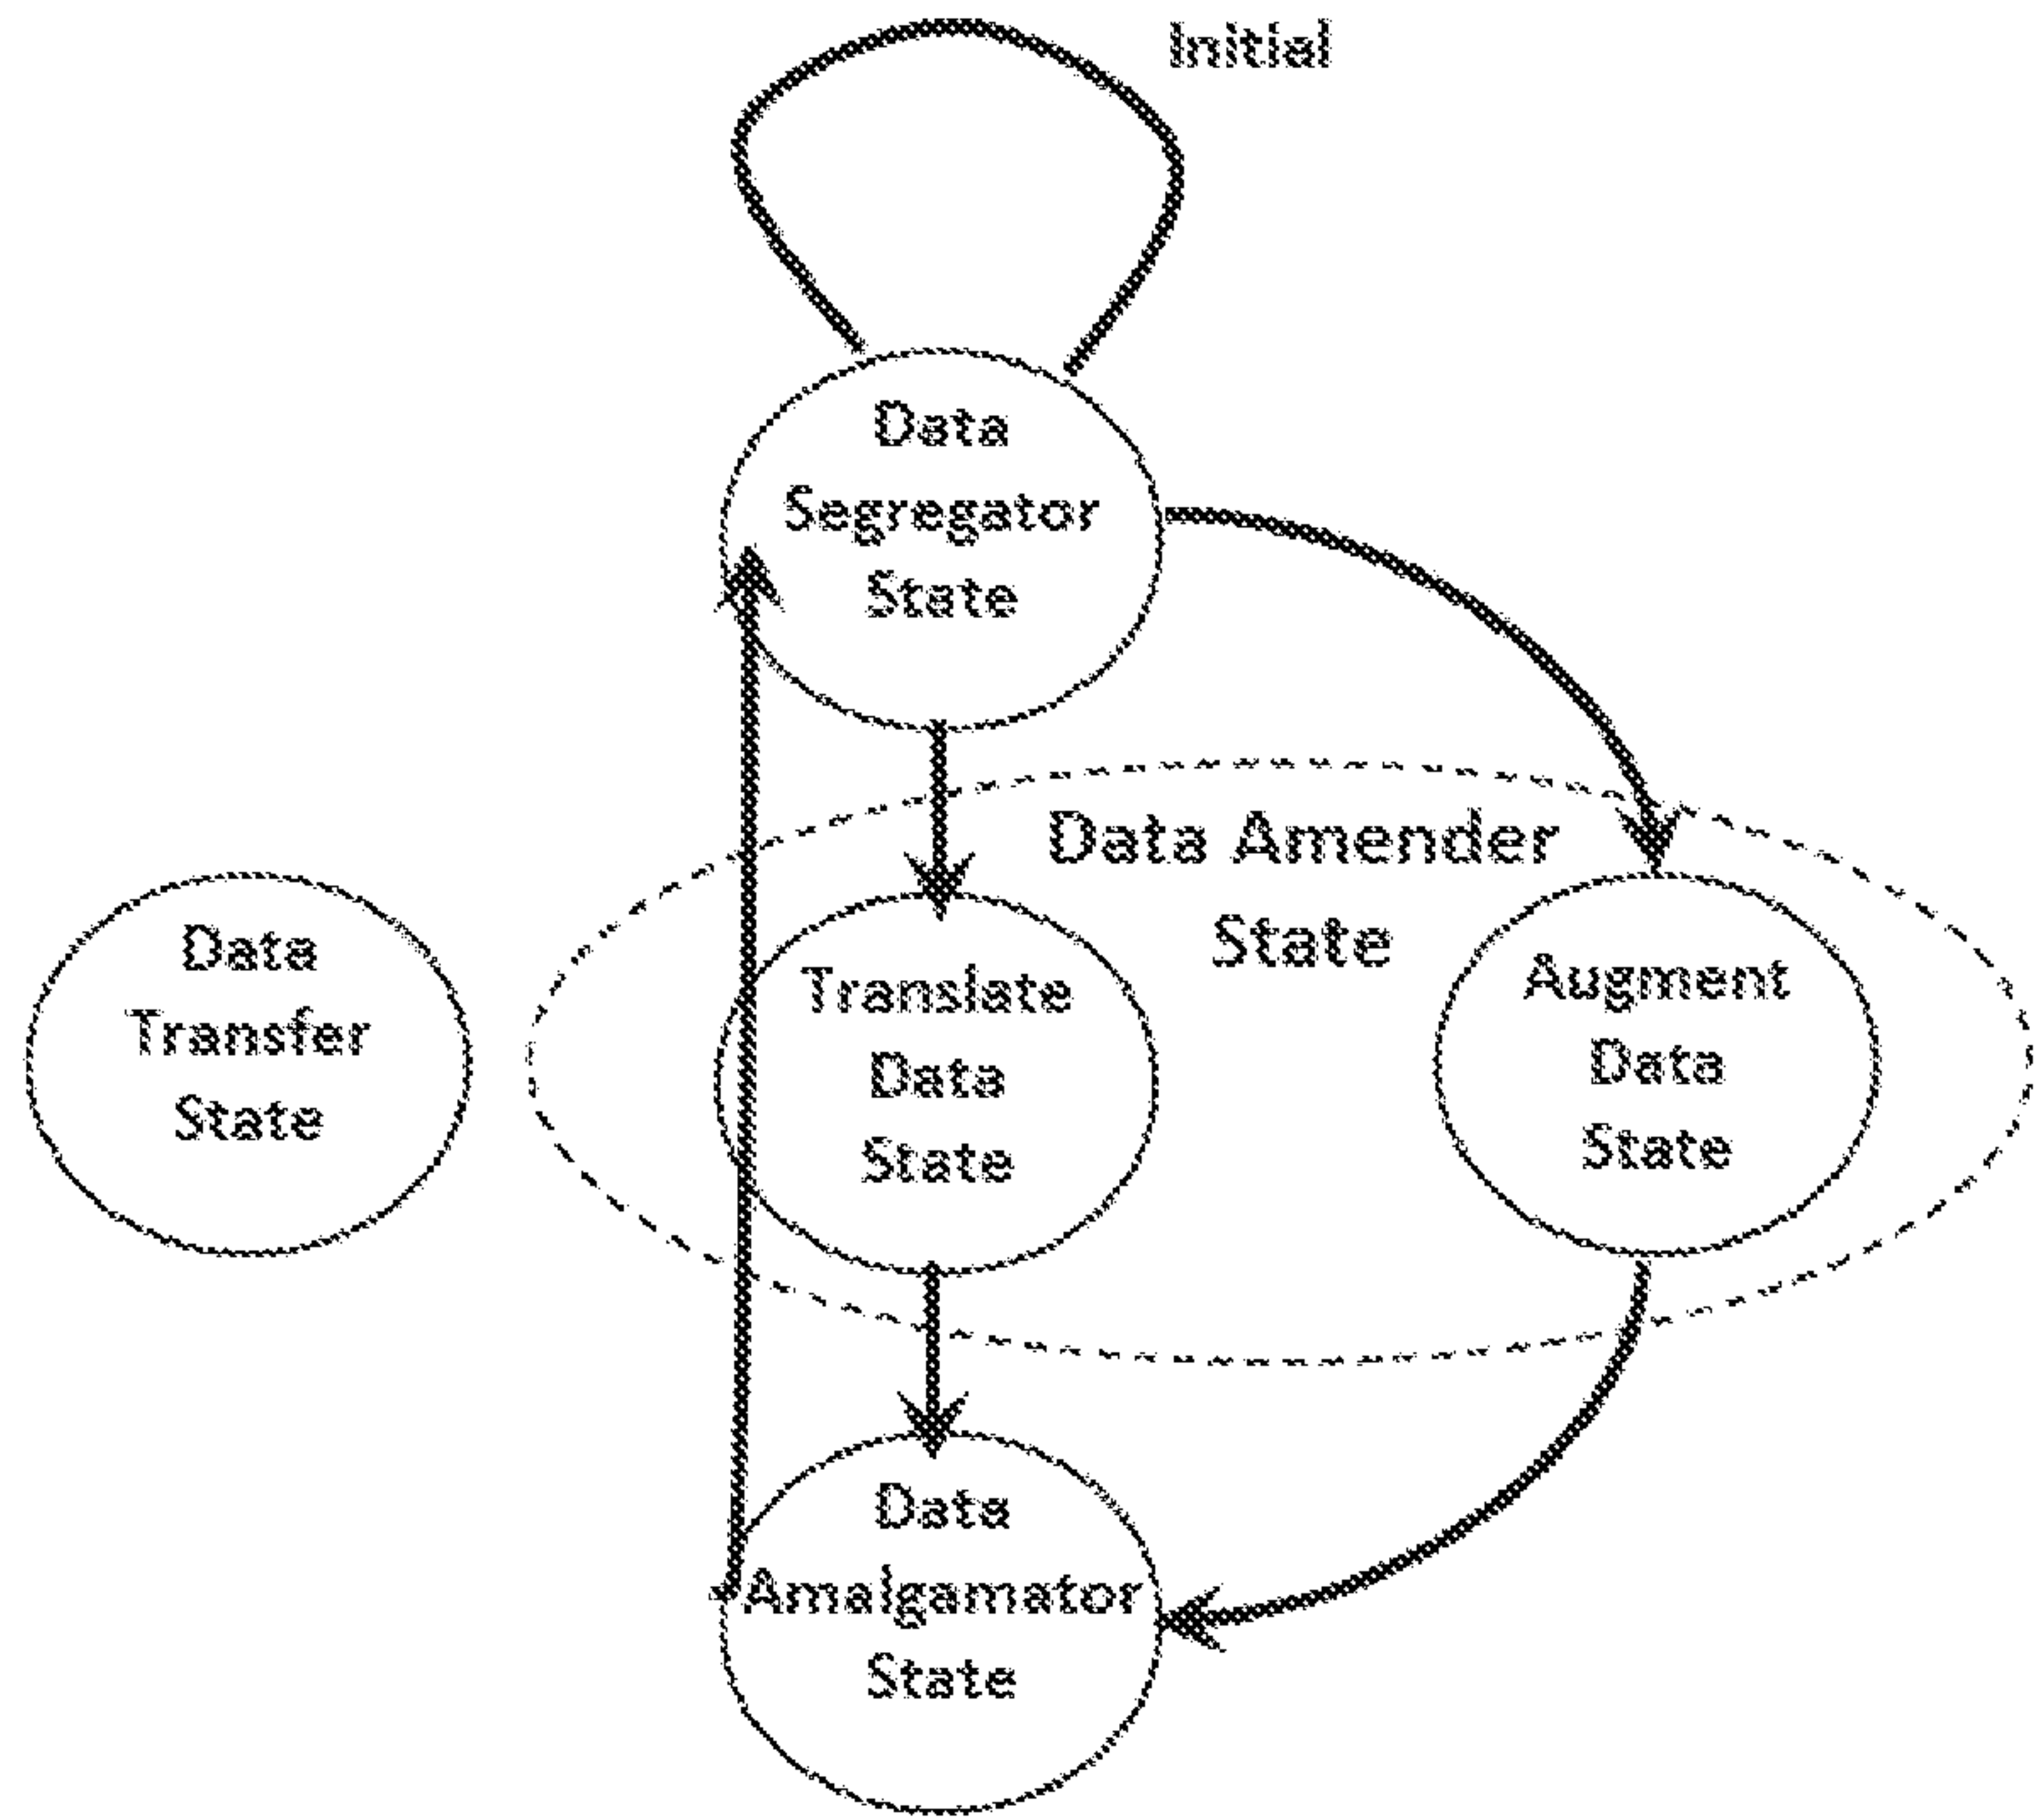 Initial
Data
Segregator
State
Data Amender
State
Data
Transfer
State
Translate
Data
State
Augment
Data
State
Data
Amalgamator
State